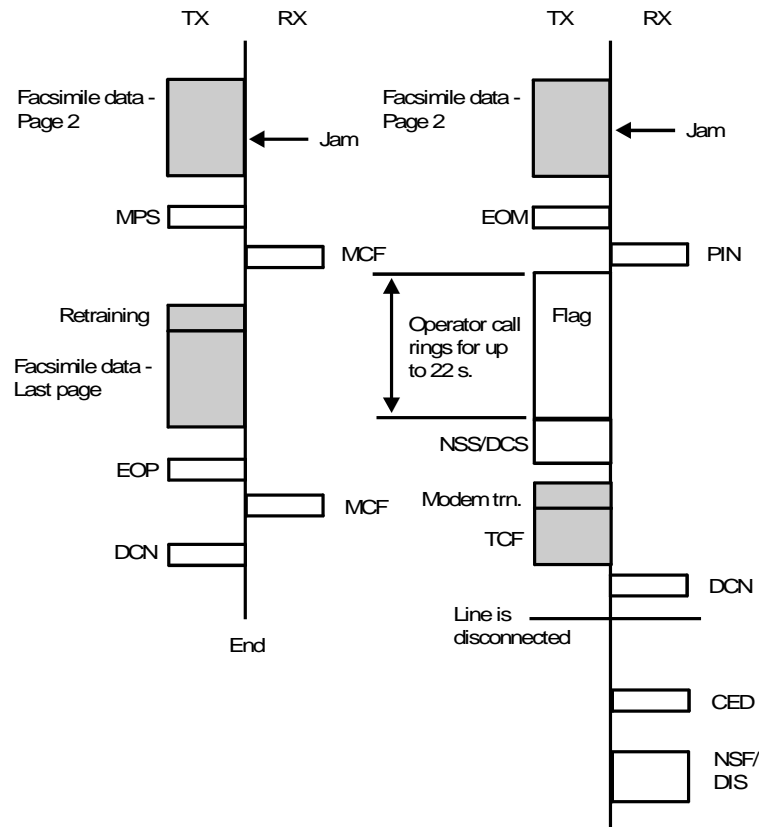 TX RX
Facsimile data -
Page 2
Jam
MPS
MCF
Retraining
Facsimile data -
Last page
EOP
MCF
DCN
End
TX RX
Facsimile data -
Page 2
Jam
EOM
PIN
Flag
Operator call
rings for up
to 22 s.
NSS/DCS
Modem trn.
TCF
DCN
Line is
disconnected
CED
NSF/
DIS